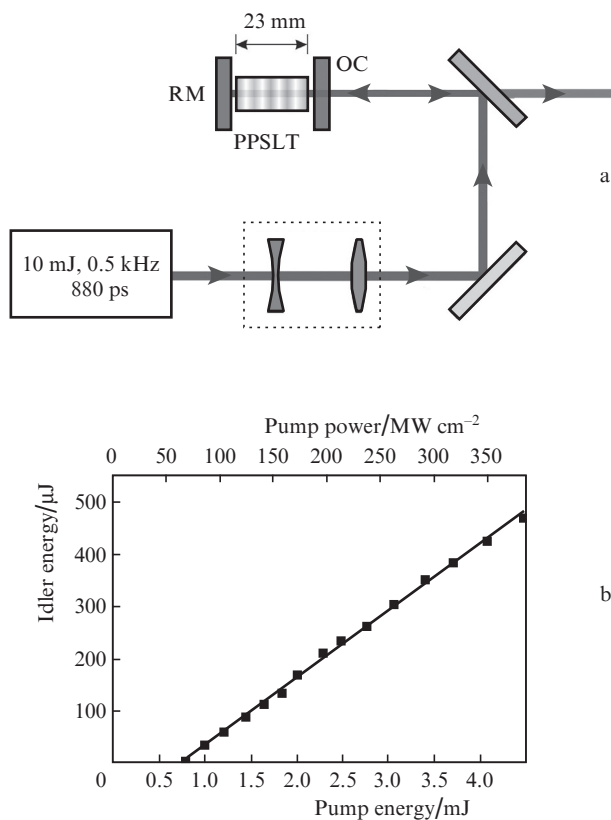 23 mm
OC
RM
PPSLT
a
10 mJ, 0.5 kHz
880 ps
Pump power/MW cm⁻²
0 50 100 150 200 250 300 350
Idler energy/μJ
500
400
300
200
100
b
0 0.5 1.0 1.5 2.0 2.5 3.0 3.5 4.0
Pump energy/mJ